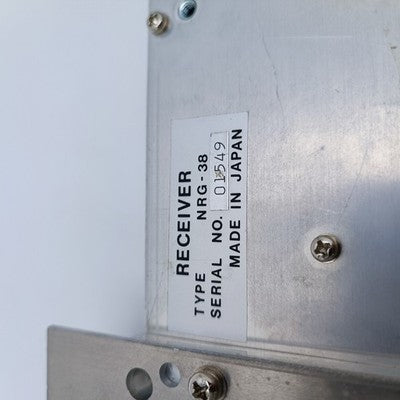 RECEIVER
TYPE NRG-38
SERIAL NO. 01549
MADE IN JAPAN